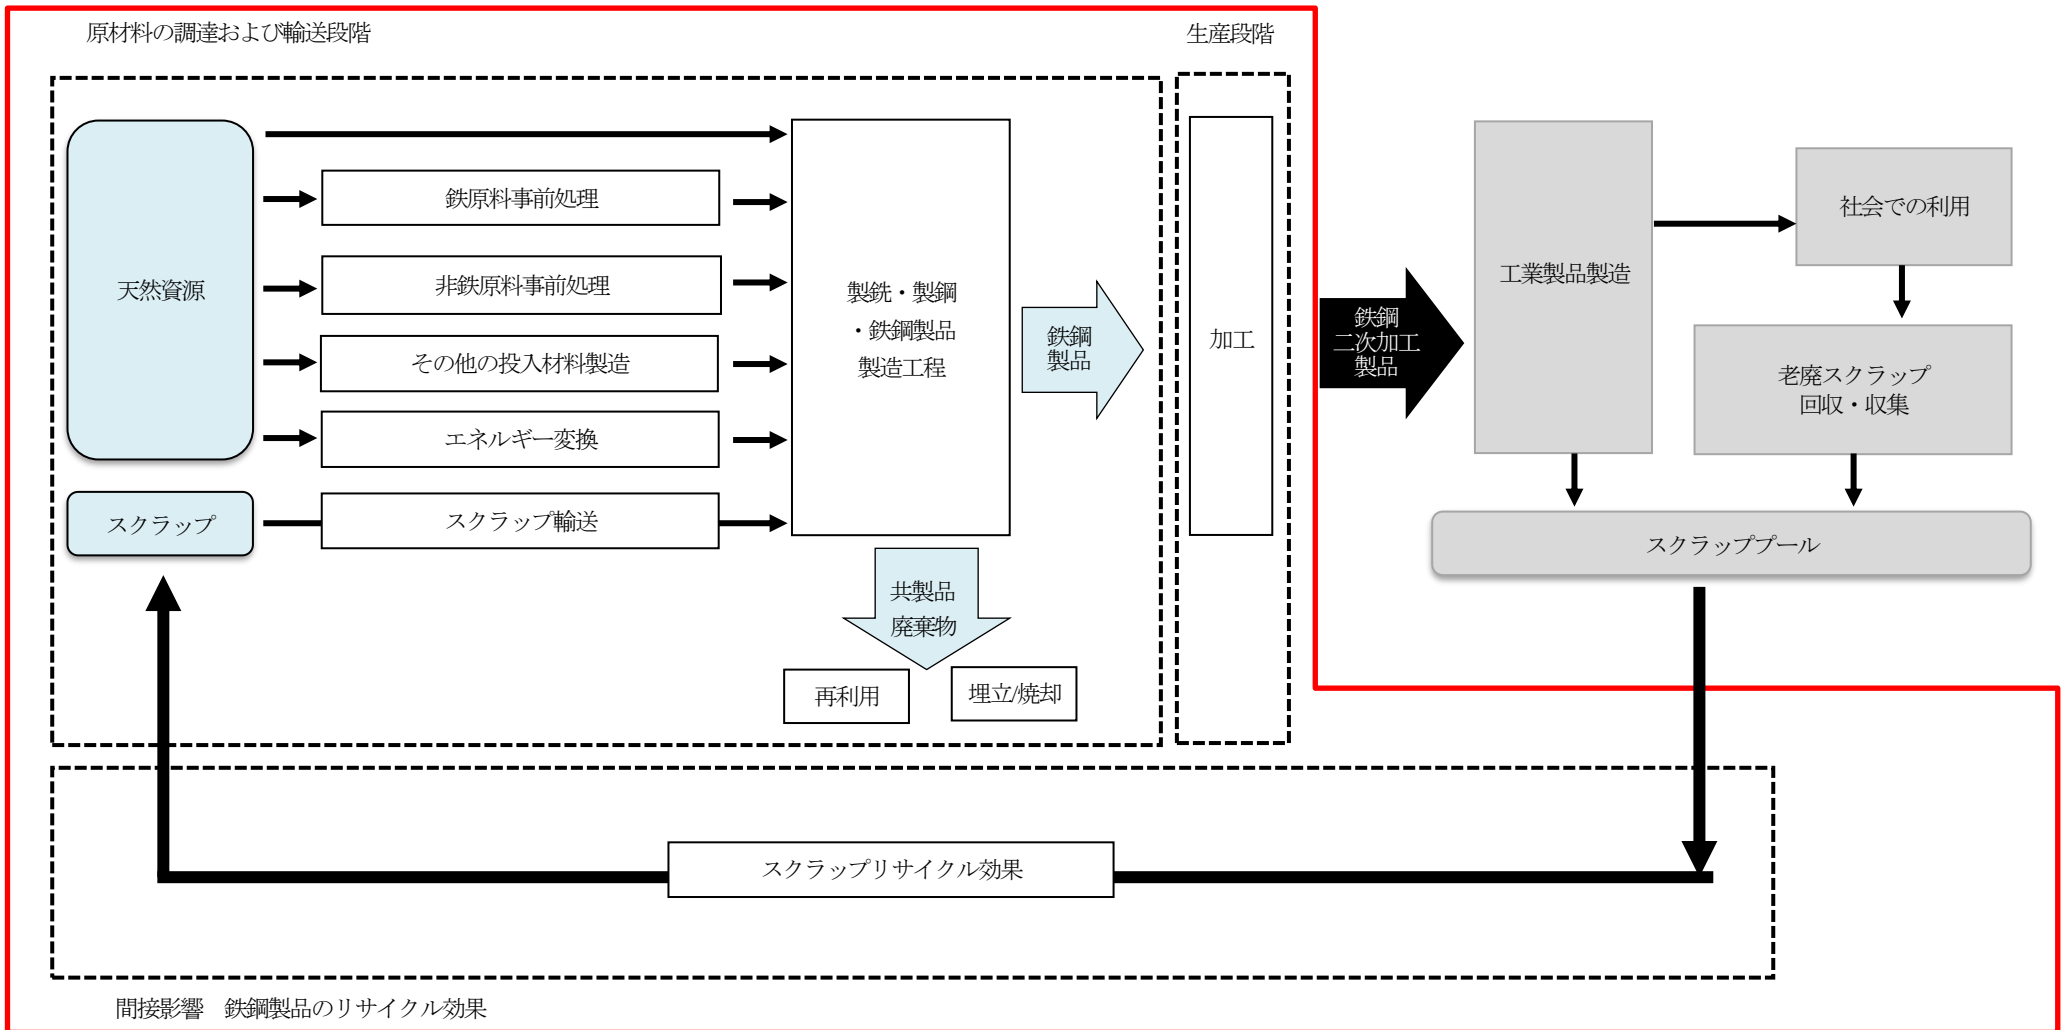 原材料の調達および輸送段階
生産段階
天然資源
鉄原料事前処理
非鉄原料事前処理
その他の投入材料製造
エネルギー変換
スクラップ
スクラップ輸送
製銑・製鋼
・鉄鋼製品
製造工程
鉄鋼
製品
加工
鉄鋼
二次加工
製品
工業製品製造
社会での利用
老廃スクラップ
回収・収集
スクラッププール
共製品
廃棄物
再利用
埋立/焼却
スクラップリサイクル効果
間接影響　鉄鋼製品のリサイクル効果